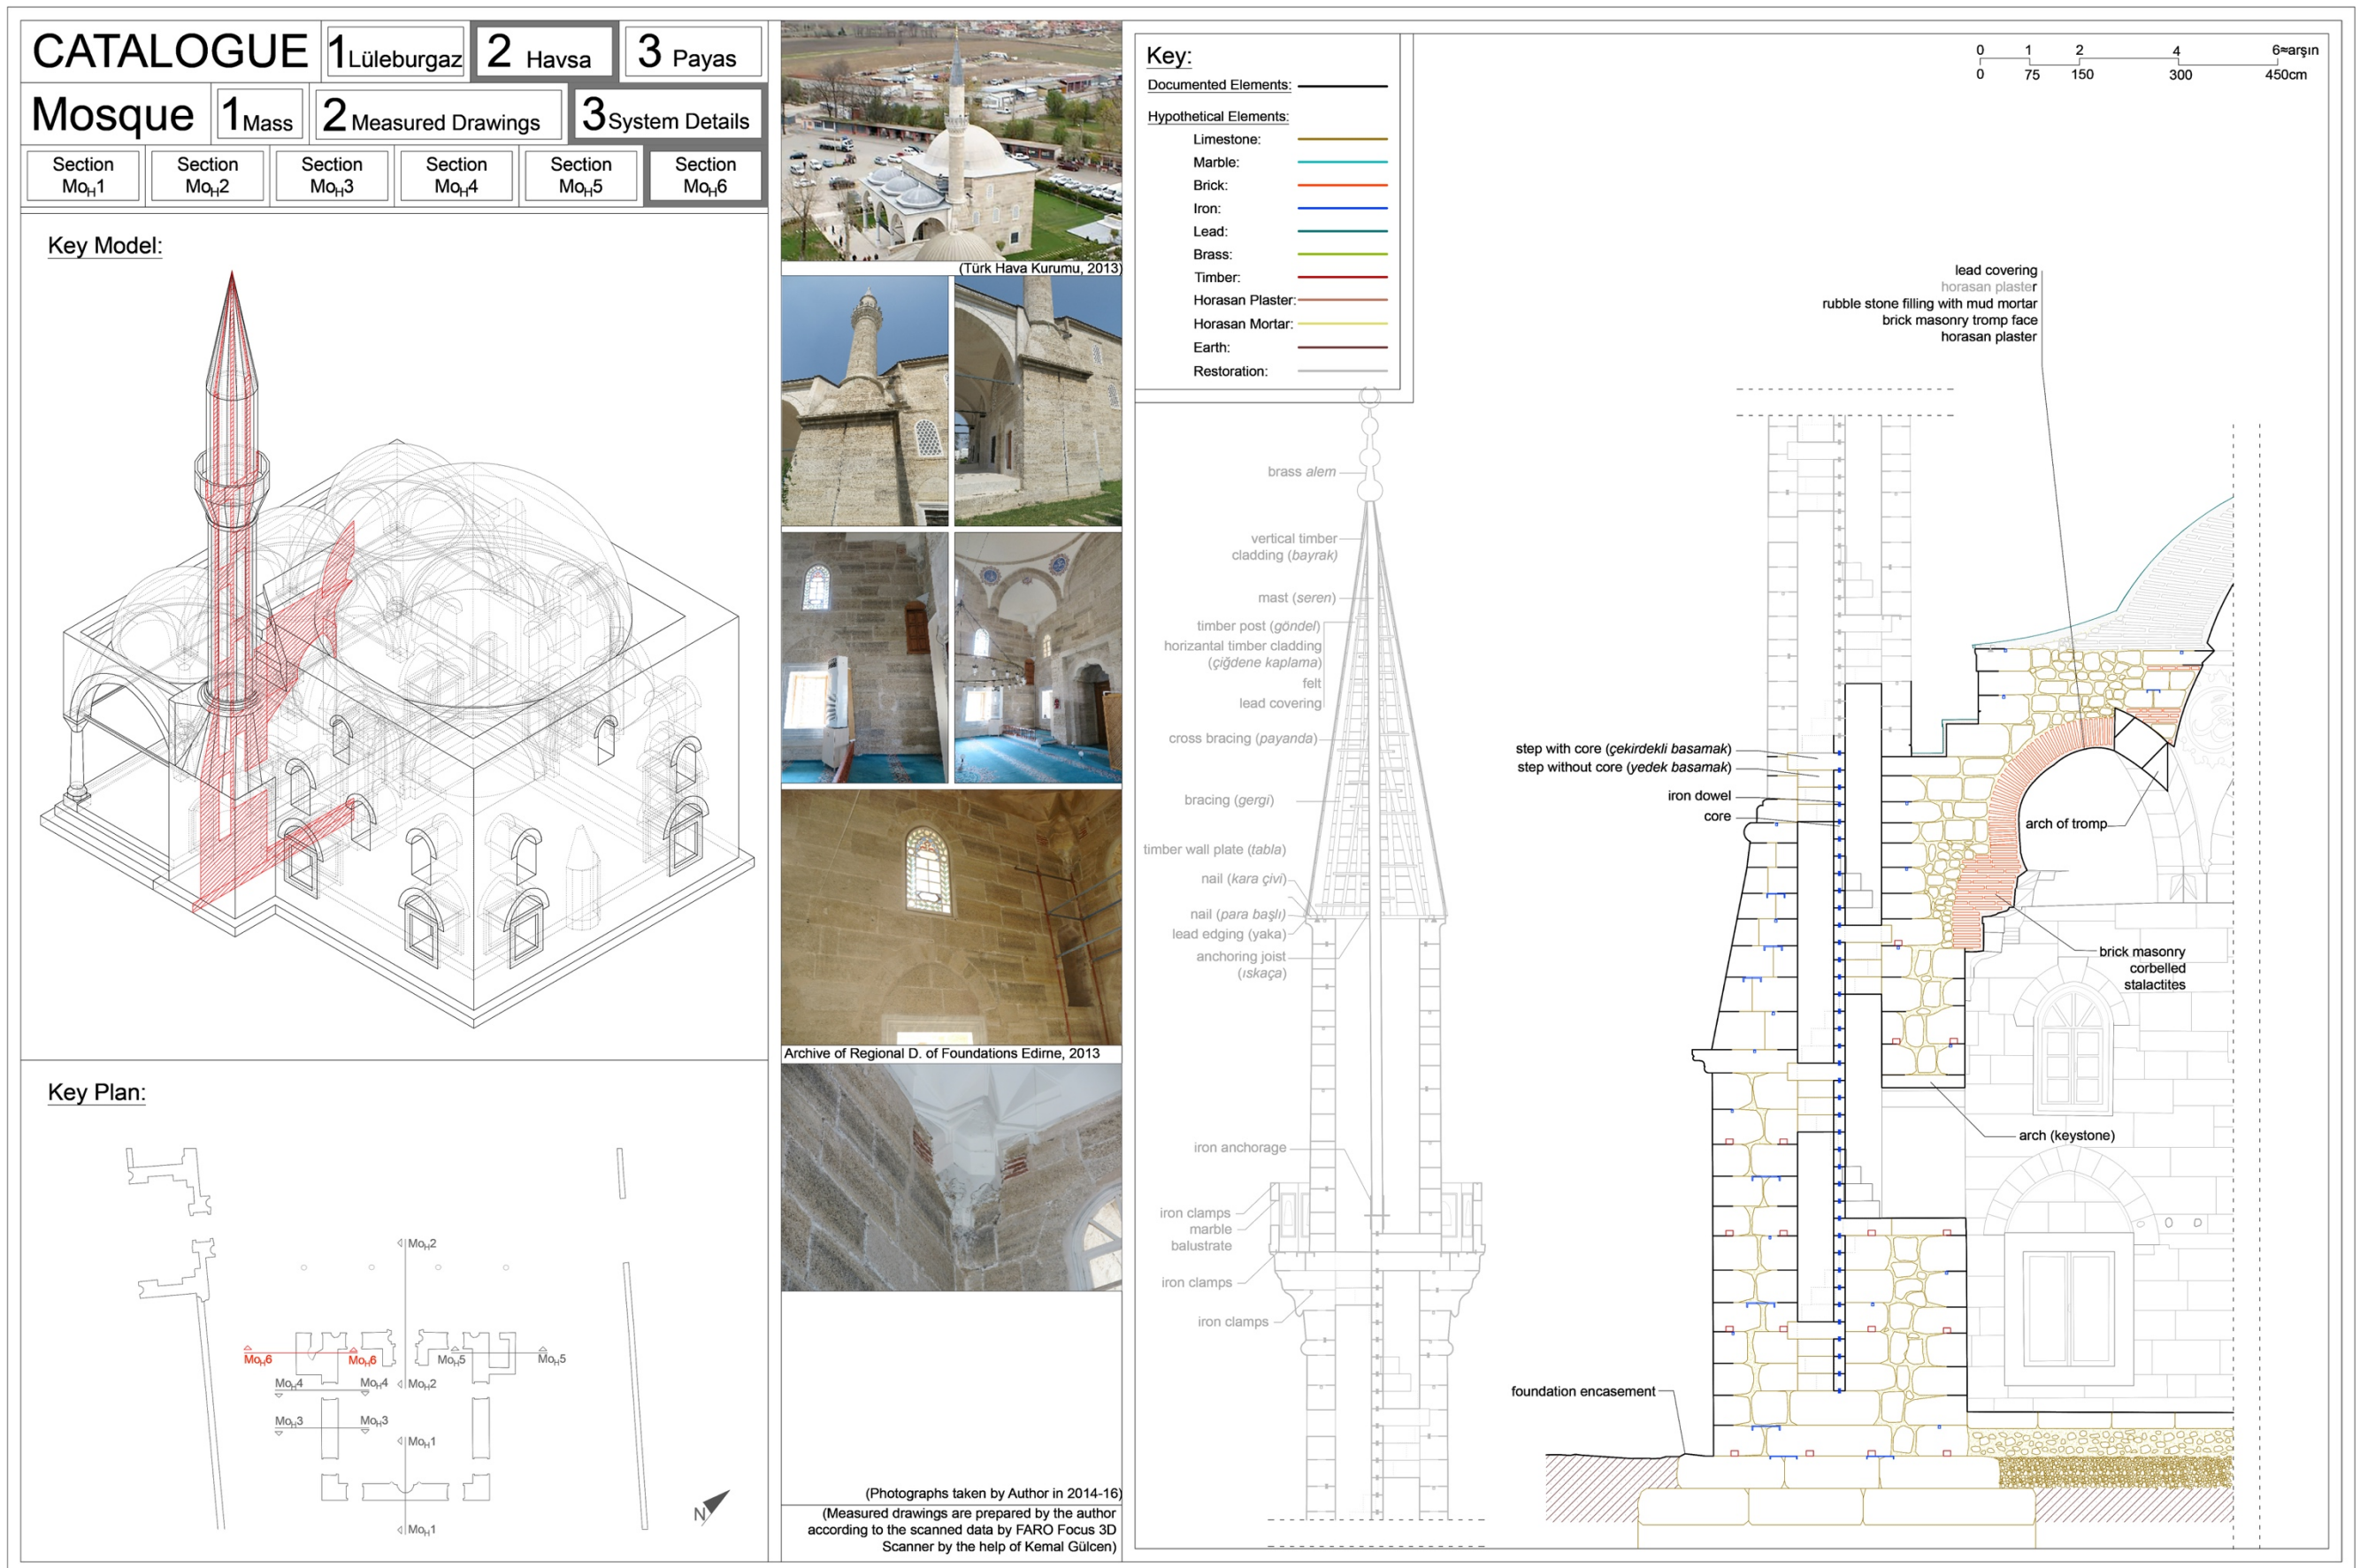 CATALOGUE
1 Lüleburgaz
2 Havsa
3 Payas
Mosque
1 Mass
2 Measured Drawings
3 System Details
Section
MoH1
Section
MoH2
Section
MoH3
Section
MoH4
Section
MoH5
Section
MoH6
Key Model:
Key Plan:
MoH2
MoH6
MoH6
MoH5
MoH5
MoH4
MoH4
MoH2
MoH3
MoH3
MoH1
MoH1
N
(Türk Hava Kurumu, 2013)
Archive of Regional D. of Foundations Edirne, 2013
(Photographs taken by Author in 2014-16)
(Measured drawings are prepared by the author
according to the scanned data by FARO Focus 3D
Scanner by the help of Kemal Gülcen)
Key:
Documented Elements:
Hypothetical Elements:
Limestone:
Marble:
Brick:
Iron:
Lead:
Brass:
Timber:
Horasan Plaster:
Horasan Mortar:
Earth:
Restoration:
0 1 2 4 6≈arşın
0 75 150 300 450cm
brass alem
vertical timber
cladding (bayrak)
mast (seren)
timber post (göndel)
horizantal timber cladding
(çiğdene kaplama)
felt
lead covering
cross bracing (payanda)
bracing (gergi)
timber wall plate (tabla)
nail (kara çivi)
nail (para başlı)
lead edging (yaka)
anchoring joist
(ıskaça)
iron anchorage
iron clamps
marble
balustrate
iron clamps
iron clamps
lead covering
horasan plaster
rubble stone filling with mud mortar
brick masonry tromp face
horasan plaster
step with core (çekirdekli basamak)
step without core (yedek basamak)
iron dowel
core
arch of tromp
brick masonry
corbelled
stalactites
arch (keystone)
foundation encasement